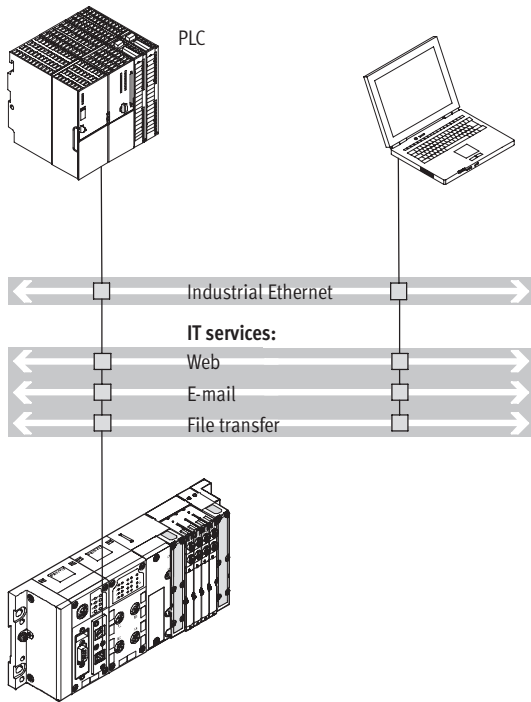 PLC
Industrial Ethernet
IT services:
Web
E-mail
File transfer